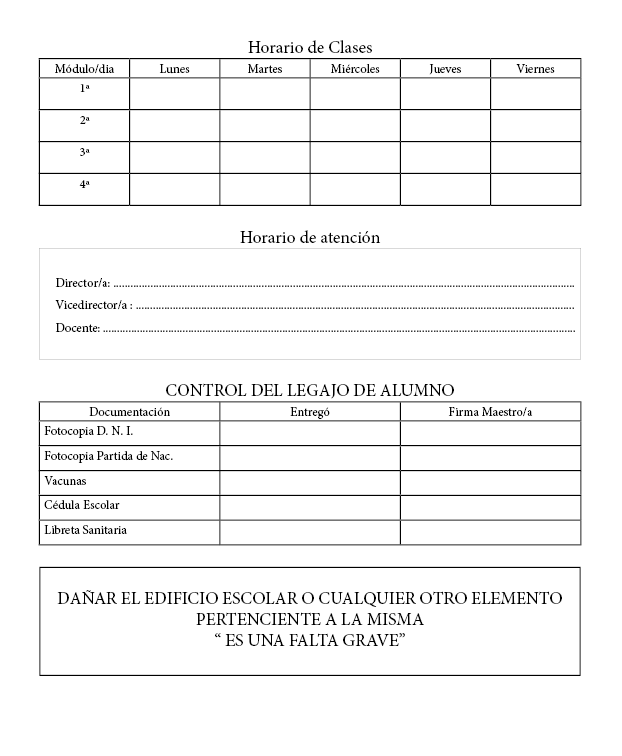 Horario de Clases
Módulo/dia Lunes Martes Miércoles Jueves Viernes
1ª
2ª
3ª
4ª
Horario de atención
Director/a: ................................................................................
Vicedirector/a : ................................................................................
Docente: ................................................................................
CONTROL DEL LEGAJO DE ALUMNO
Documentación Entregó Firma Maestro/a
Fotocopia D. N. I.
Fotocopia Partida de Nac.
Vacunas
Cédula Escolar
Libreta Sanitaria
DAÑAR EL EDIFICIO ESCOLAR O CUALQUIER OTRO ELEMENTO
PERTENCIENTE A LA MISMA
“ ES UNA FALTA GRAVE”